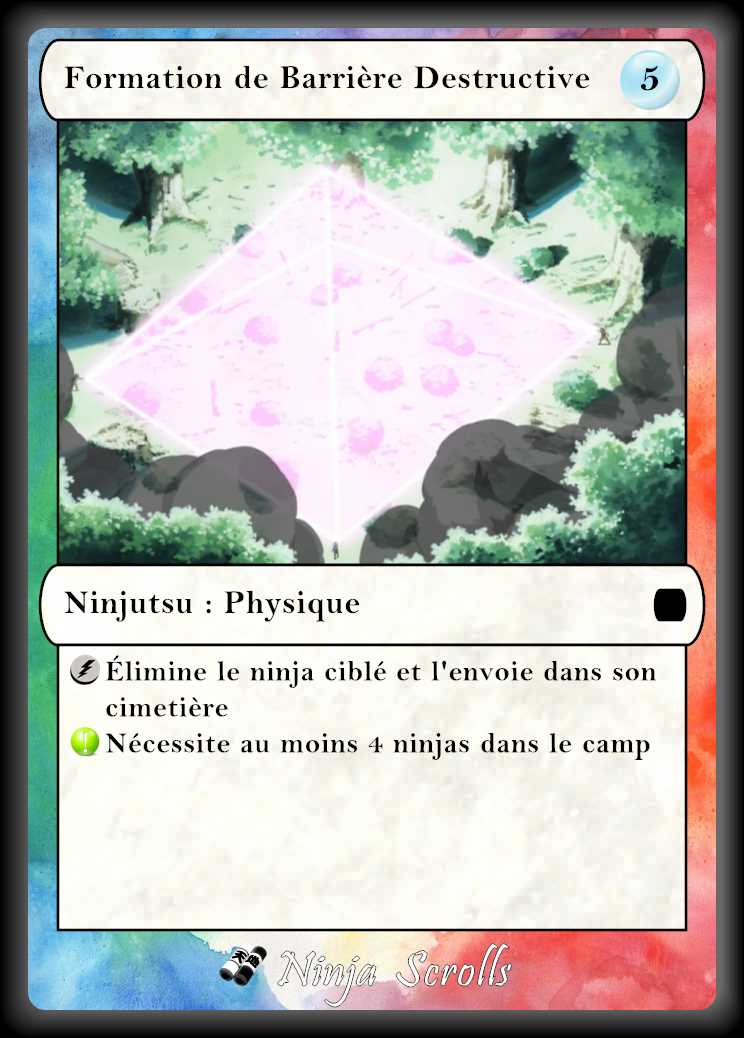 Formation de Barrière Destructive 5
Ninjutsu : Physique
Élimine le ninja ciblé et l'envoie dans son
cimetière
Nécessite au moins 4 ninjas dans le camp
Ninja Scrolls